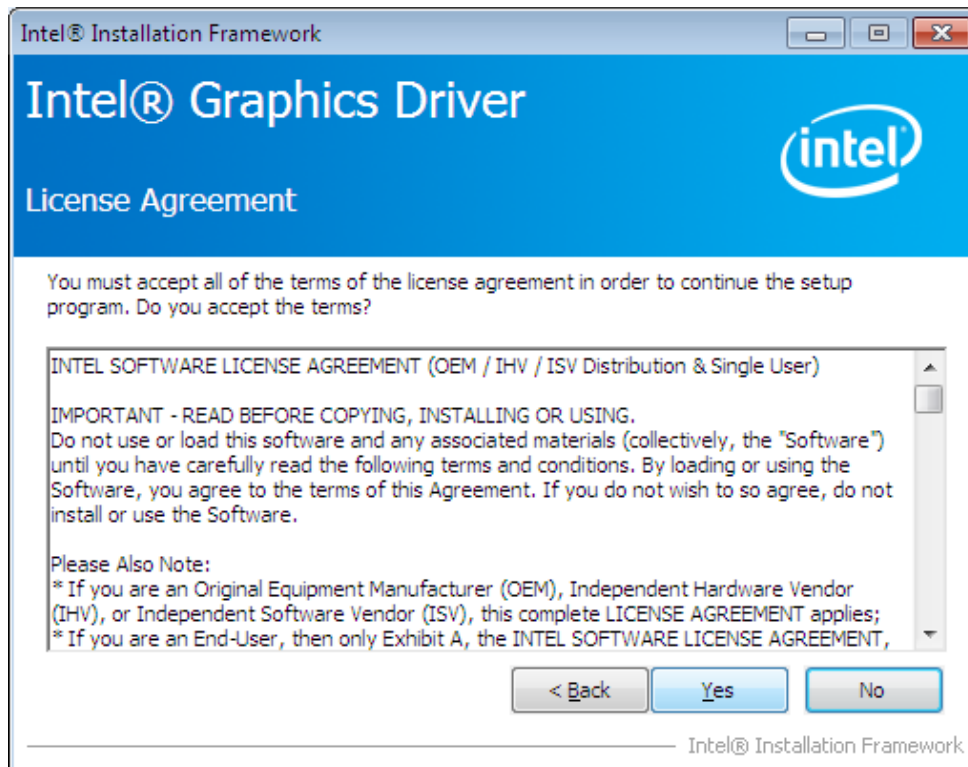 Intel® Installation Framework
Intel® Graphics Driver
intel
License Agreement
You must accept all of the terms of the license agreement in order to continue the setup
program. Do you accept the terms?
INTEL SOFTWARE LICENSE AGREEMENT (OEM / IHV / ISV Distribution & Single User)
IMPORTANT - READ BEFORE COPYING, INSTALLING OR USING.
Do not use or load this software and any associated materials (collectively, the "Software")
until you have carefully read the following terms and conditions. By loading or using the
Software, you agree to the terms of this Agreement. If you do not wish to so agree, do not
install or use the Software.
Please Also Note:
* If you are an Original Equipment Manufacturer (OEM), Independent Hardware Vendor
(IHV), or Independent Software Vendor (ISV), this complete LICENSE AGREEMENT applies;
* If you are an End-User, then only Exhibit A, the INTEL SOFTWARE LICENSE AGREEMENT,
< Back Yes No
Intel® Installation Framework